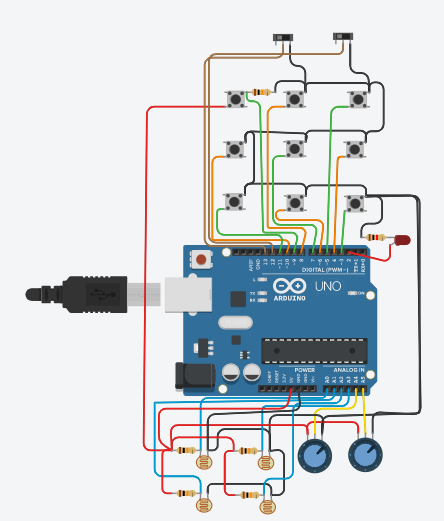 AREF
GND
13
12
~11
~10
~9
8
7
~6
~5
4
~3
2
TX→1
RX←0
DIGITAL (PWM~)
L
TX
RX
ON
UNO
ARDUINO
POWER
ANALOG IN
IOREF
RESET
3.3V
5V
GND
GND
Vin
A0
A1
A2
A3
A4
A5